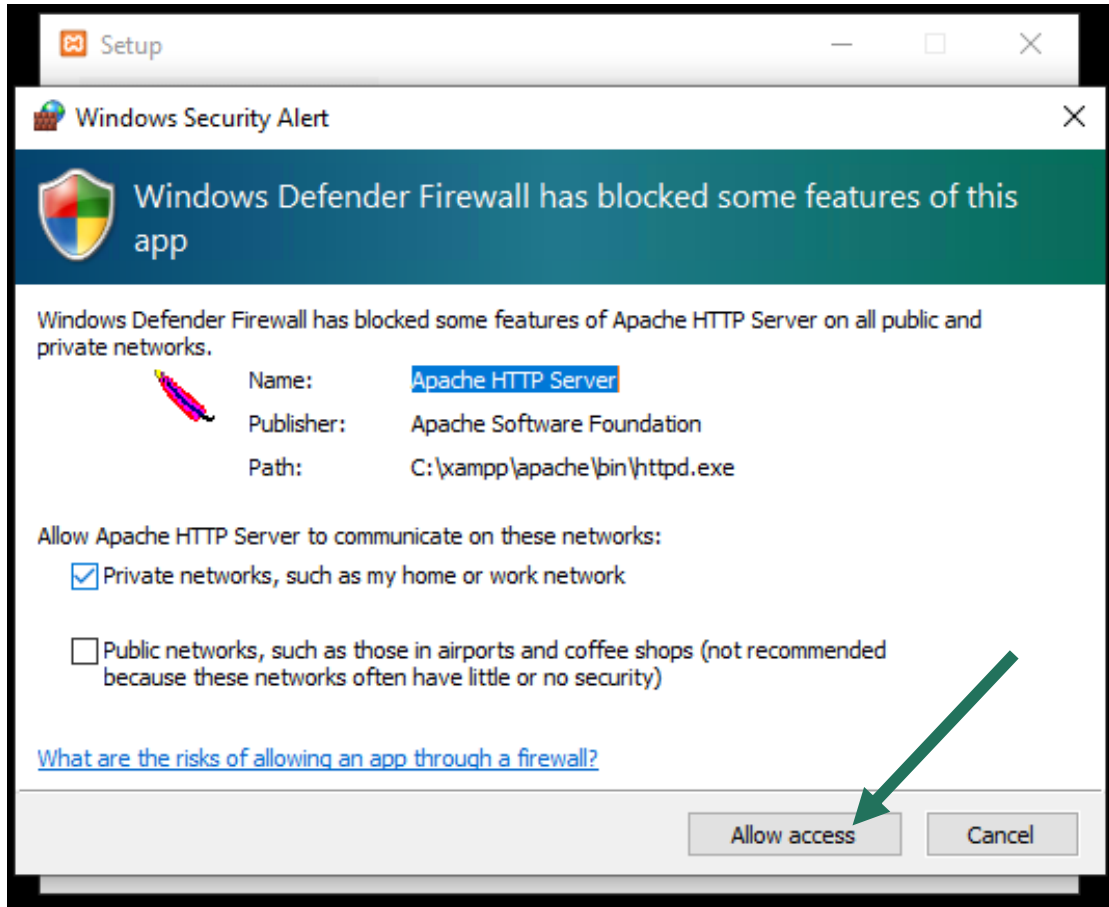 Setup
Windows Security Alert
Windows Defender Firewall has blocked some features of this
app
Windows Defender Firewall has blocked some features of Apache HTTP Server on all public and
private networks.
Name: Apache HTTP Server
Publisher: Apache Software Foundation
Path: C:\xampp\apache\bin\httpd.exe
Allow Apache HTTP Server to communicate on these networks:
Private networks, such as my home or work network
Public networks, such as those in airports and coffee shops (not recommended
because these networks often have little or no security)
What are the risks of allowing an app through a firewall?
Allow access Cancel